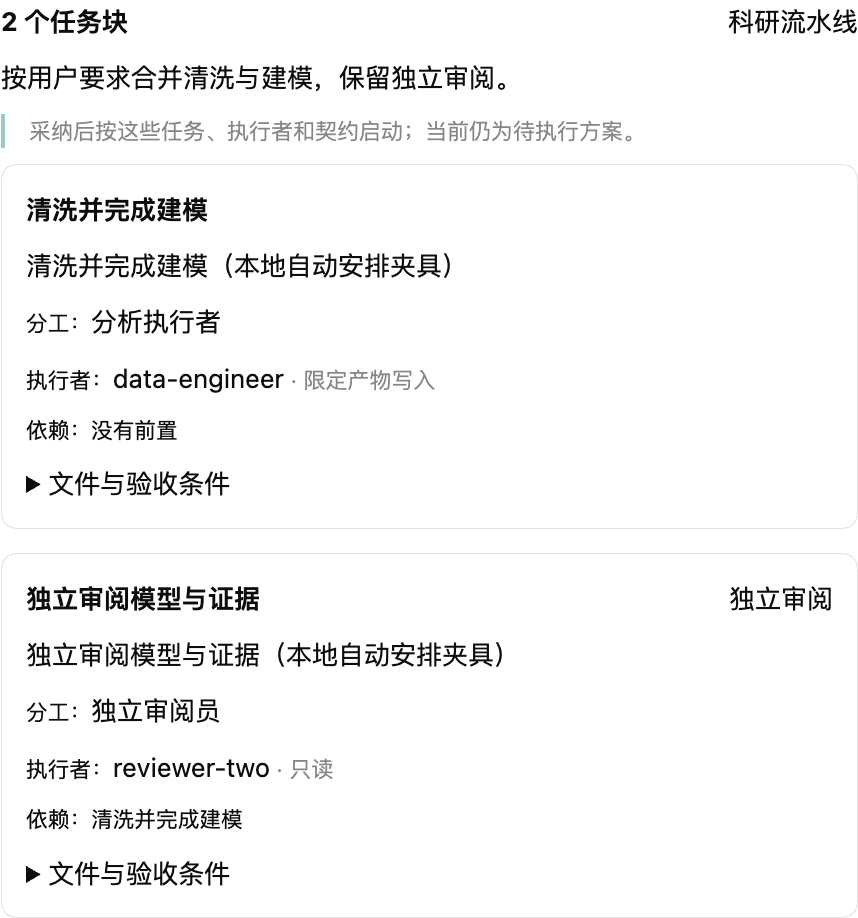 2 个任务块
科研流水线
按用户要求合并清洗与建模，保留独立审阅。
采纳后按这些任务、执行者和契约启动；当前仍为待执行方案。
清洗并完成建模
清洗并完成建模（本地自动安排夹具）
分工：分析执行者
执行者：data-engineer · 限定产物写入
依赖：没有前置
▶ 文件与验收条件
独立审阅模型与证据
独立审阅
独立审阅模型与证据（本地自动安排夹具）
分工：独立审阅员
执行者：reviewer-two · 只读
依赖：清洗并完成建模
▶ 文件与验收条件